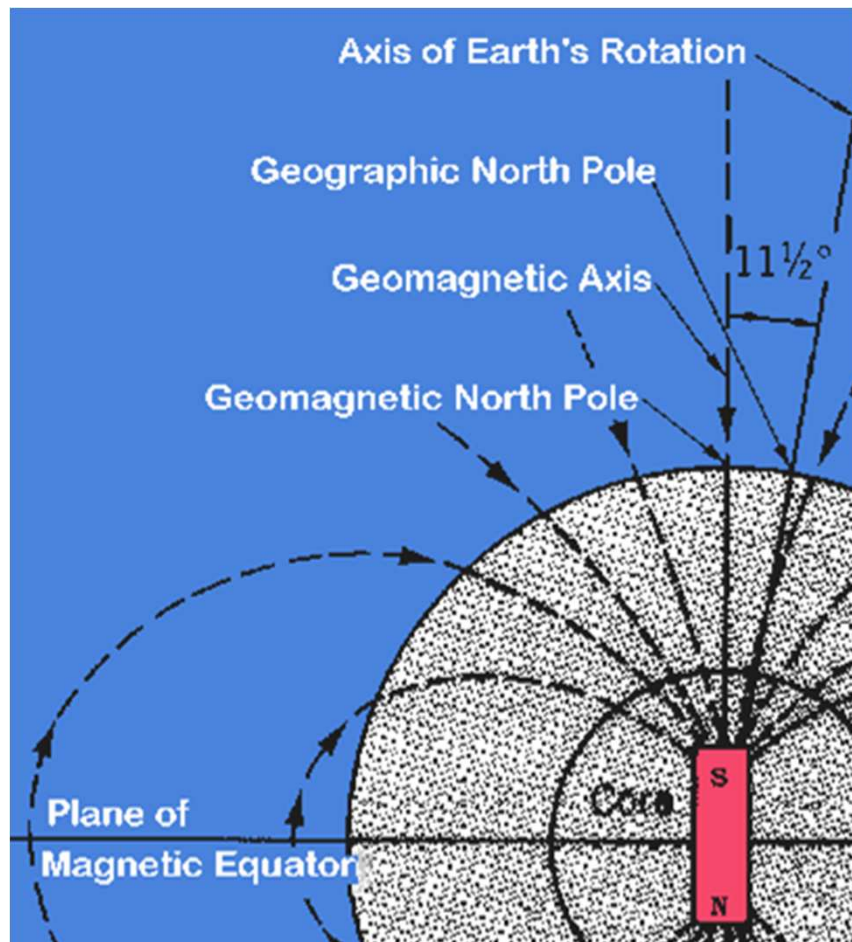 Axis of Earth's Rotation
Geographic North Pole
11½°
Geomagnetic Axis
Geomagnetic North Pole
S
Core
Plane of
Magnetic Equator
N